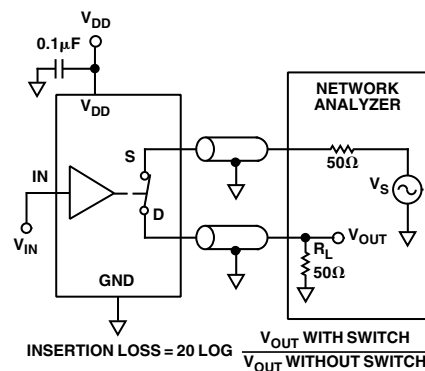 VDD
0.1µF
VDD
NETWORK
ANALYZER
S
50Ω
VS
IN
D
VOUT
VIN
RL
50Ω
GND
INSERTION LOSS = 20 LOG VOUT WITH SWITCH
VOUT WITHOUT SWITCH